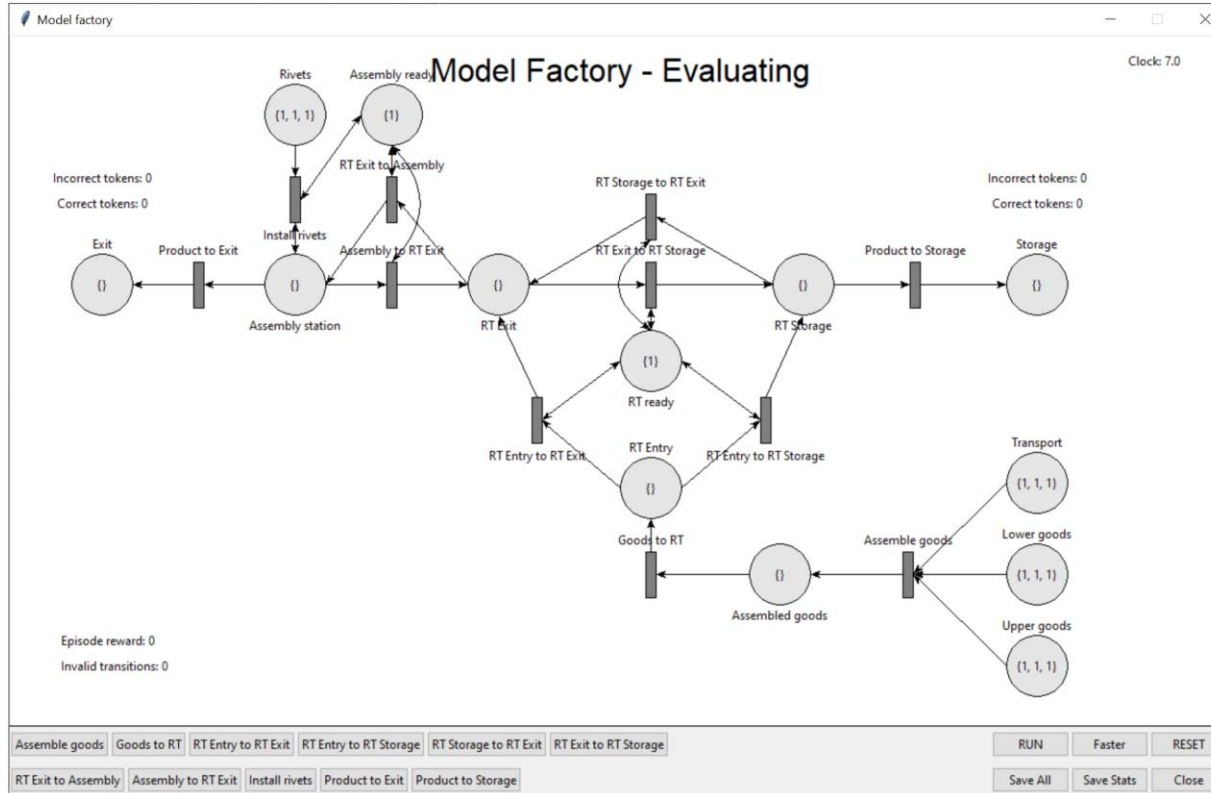 Model factory
Model Factory - Evaluating
Clock: 7.0
Rivets
Assembly ready
{1, 1, 1}
{1}
RT Exit to Assembly
Incorrect tokens: 0
Correct tokens: 0
RT Storage to RT Exit
Incorrect tokens: 0
Correct tokens: 0
Install rivets
Exit
Product to Exit
Assembly to RT Exit
RT Exit to RT Storage
Product to Storage
Storage
{}
{}
{}
{}
{}
Assembly station
RT Exit
RT Storage
{1}
RT ready
RT Entry to RT Exit
RT Entry
RT Entry to RT Storage
Transport
{}
{1, 1, 1}
Goods to RT
Assemble goods
Lower goods
{}
{1, 1, 1}
Assembled goods
Upper goods
{1, 1, 1}
Episode reward: 0
Invalid transitions: 0
Assemble goods
Goods to RT
RT Entry to RT Exit
RT Entry to RT Storage
RT Storage to RT Exit
RT Exit to RT Storage
RUN
Faster
RESET
RT Exit to Assembly
Assembly to RT Exit
Install rivets
Product to Exit
Product to Storage
Save All
Save Stats
Close